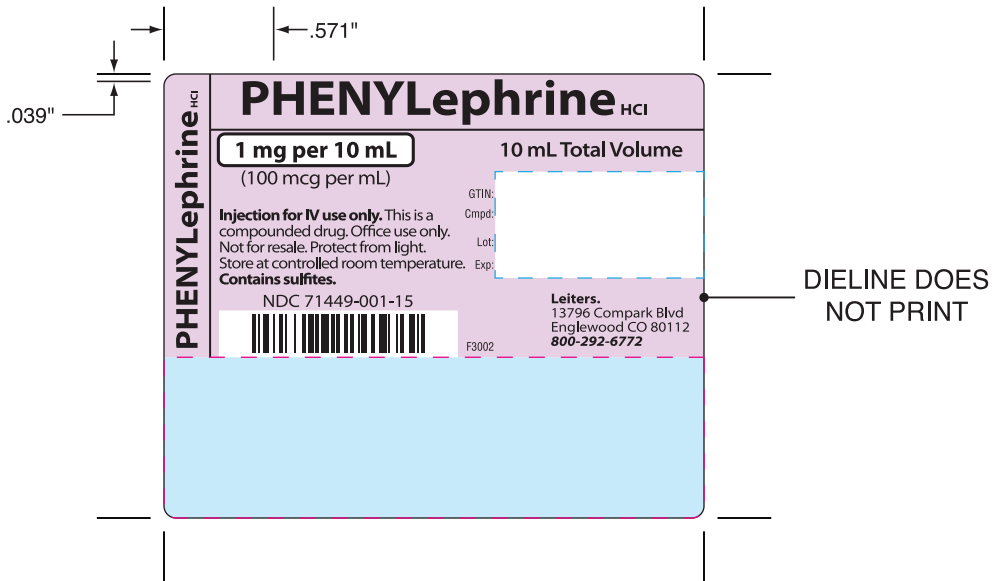 .571"
.039"
PHENYLephrine HCl
PHENYLephrine HCl
1 mg per 10 mL
(100 mcg per mL)
10 mL Total Volume
Injection for IV use only. This is a
compounded drug. Office use only.
Not for resale. Protect from light.
Store at controlled room temperature.
Contains sulfites.
NDC 71449-001-15
GTIN:
Cmpd:
Lot:
Exp:
F3002
Leiters.
13796 Compark Blvd
Englewood CO 80112
800-292-6772
DIELINE DOES
NOT PRINT